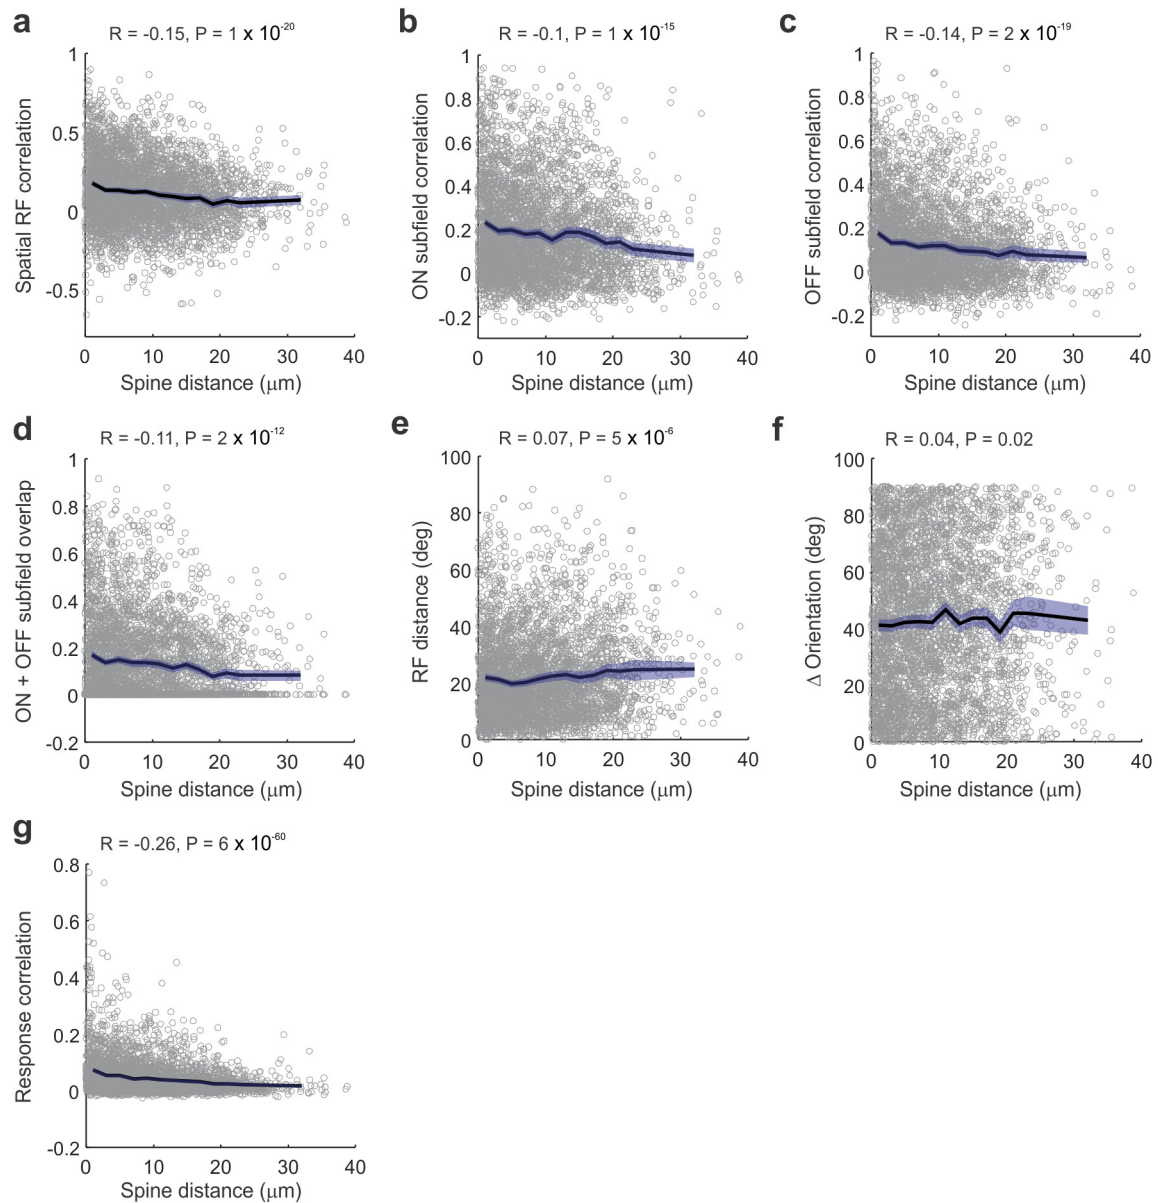 a
R = -0.15, P = 1 x 10⁻²⁰
Spatial RF correlation
1
0.5
0
-0.5
0 10 20 30 40
Spine distance (μm)
b
R = -0.1, P = 1 x 10⁻¹⁵
ON subfield correlation
1
0.8
0.6
0.4
0.2
0
-0.2
0 10 20 30 40
Spine distance (μm)
c
R = -0.14, P = 2 x 10⁻¹⁹
OFF subfield correlation
1
0.8
0.6
0.4
0.2
0
-0.2
0 10 20 30 40
Spine distance (μm)
d
R = -0.11, P = 2 x 10⁻¹²
ON + OFF subfield overlap
1
0.8
0.6
0.4
0.2
0
-0.2
0 10 20 30 40
Spine distance (μm)
e
R = 0.07, P = 5 x 10⁻⁶
RF distance (deg)
100
80
60
40
20
0
0 10 20 30 40
Spine distance (μm)
f
R = 0.04, P = 0.02
Δ Orientation (deg)
100
80
60
40
20
0
0 10 20 30 40
Spine distance (μm)
g
R = -0.26, P = 6 x 10⁻⁶⁰
Response correlation
0.8
0.6
0.4
0.2
0
-0.2
0 10 20 30 40
Spine distance (μm)